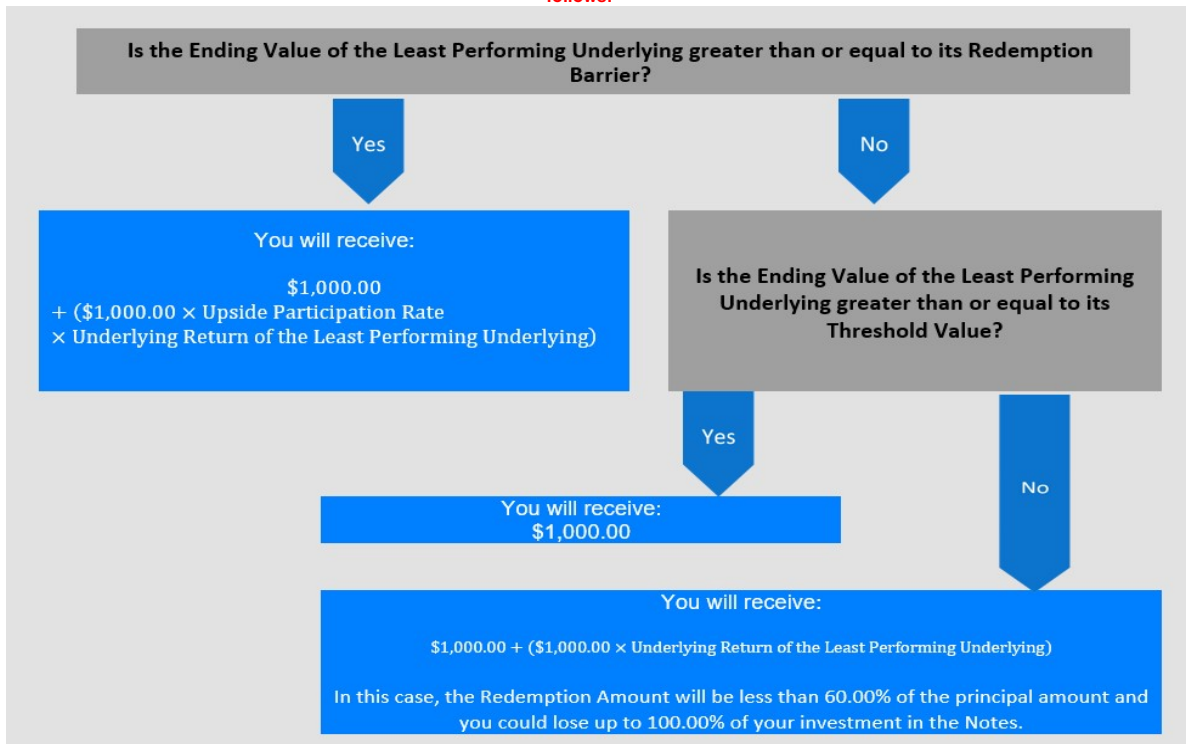 follows:
Is the Ending Value of the Least Performing Underlying greater than or equal to its Redemption
Barrier?
Yes
No
You will receive:
$1,000.00
+ ($1,000.00 × Upside Participation Rate
× Underlying Return of the Least Performing Underlying)
Is the Ending Value of the Least Performing
Underlying greater than or equal to its
Threshold Value?
Yes
No
You will receive:
$1,000.00
You will receive:
$1,000.00 + ($1,000.00 × Underlying Return of the Least Performing Underlying)
In this case, the Redemption Amount will be less than 60.00% of the principal amount and
you could lose up to 100.00% of your investment in the Notes.